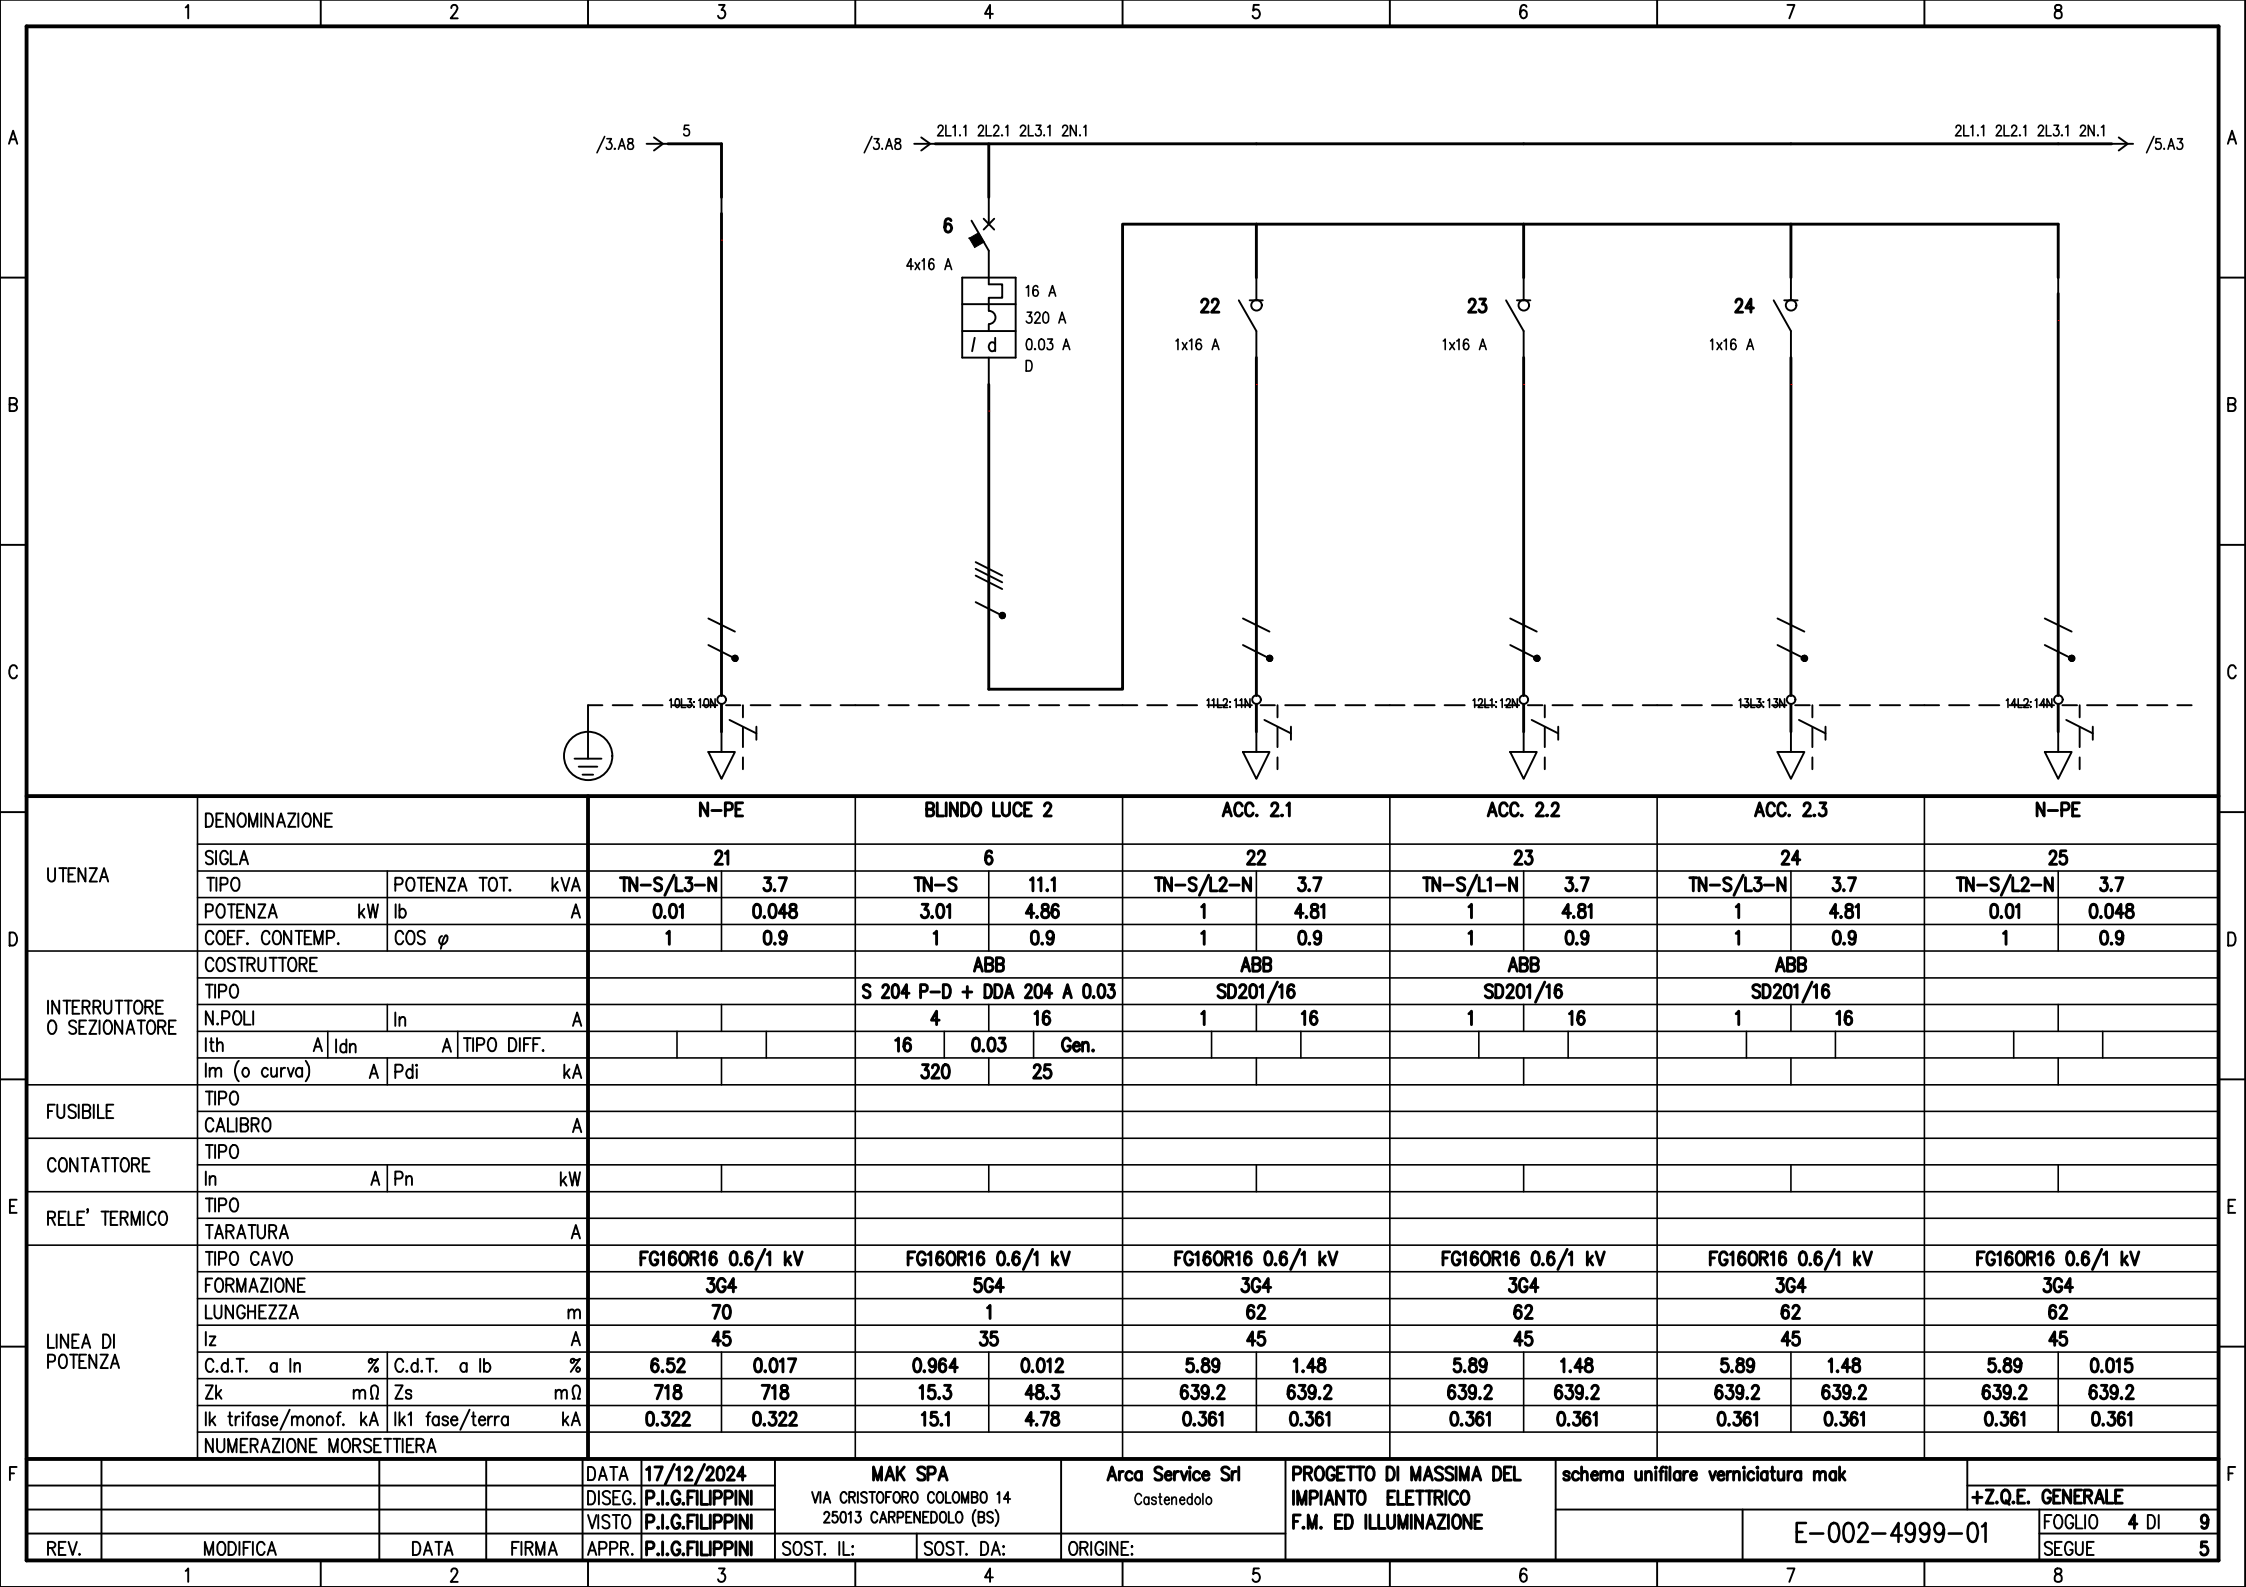 1 2 3 4 5 6 7 8
A A
5
/3.A8
/3.A8
2L1.1 2L2.1 2L3.1 2N.1
2L1.1 2L2.1 2L3.1 2N.1
/5.A3
6
4x16 A
16 A
320 A
I d 0.03 A
D
22
1x16 A
23
1x16 A
24
1x16 A
B B
C C
10L3:10N 11L2:11N 12L1:12N 13L3:13N 14L2:14N
UTENZA
DENOMINAZIONE N-PE BLINDO LUCE 2 ACC. 2.1 ACC. 2.2 ACC. 2.3 N-PE
SIGLA 21 6 22 23 24 25
TIPO POTENZA TOT. kVA TN-S/L3-N 3.7 TN-S 11.1 TN-S/L2-N 3.7 TN-S/L1-N 3.7 TN-S/L3-N 3.7 TN-S/L2-N 3.7
POTENZA kW Ib A 0.01 0.048 3.01 4.86 1 4.81 1 4.81 1 4.81 0.01 0.048
COEF. CONTEMP. COS φ 1 0.9 1 0.9 1 0.9 1 0.9 1 0.9 1 0.9
D D
INTERRUTTORE
O SEZIONATORE
COSTRUTTORE ABB ABB ABB ABB
TIPO S 204 P-D + DDA 204 A 0.03 SD201/16 SD201/16 SD201/16
N.POLI In A 4 16 1 16 1 16 1 16
Ith A Idn A TIPO DIFF. 16 0.03 Gen.
Im (o curva) A Pdi kA 320 25
FUSIBILE
TIPO
CALIBRO A
CONTATTORE
TIPO
In A Pn kW
E E
RELE' TERMICO
TIPO
TARATURA A
LINEA DI
POTENZA
TIPO CAVO FG16OR16 0.6/1 kV FG16OR16 0.6/1 kV FG16OR16 0.6/1 kV FG16OR16 0.6/1 kV FG16OR16 0.6/1 kV FG16OR16 0.6/1 kV
FORMAZIONE 3G4 5G4 3G4 3G4 3G4 3G4
LUNGHEZZA m 70 1 62 62 62 62
Iz A 45 35 45 45 45 45
C.d.T. a In % C.d.T. a Ib % 6.52 0.017 0.964 0.012 5.89 1.48 5.89 1.48 5.89 1.48 5.89 0.015
Zk mΩ Zs mΩ 718 718 15.3 48.3 639.2 639.2 639.2 639.2 639.2 639.2 639.2 639.2
Ik trifase/monof. kA Ik1 fase/terra kA 0.322 0.322 15.1 4.78 0.361 0.361 0.361 0.361 0.361 0.361 0.361 0.361
NUMERAZIONE MORSETTIERA
F F
REV. MODIFICA DATA FIRMA
DATA 17/12/2024
DISEG. P.I.G.FILIPPINI
VISTO P.I.G.FILIPPINI
APPR. P.I.G.FILIPPINI
MAK SPA
VIA CRISTOFORO COLOMBO 14
25013 CARPENEDOLO (BS)
SOST. IL: SOST. DA: ORIGINE:
Arca Service Srl
Castenedolo
PROGETTO DI MASSIMA DEL
IMPIANTO ELETTRICO
F.M. ED ILLUMINAZIONE
schema unifilare verniciatura mak
+Z.Q.E. GENERALE
E-002-4999-01
FOGLIO 4 DI 9
SEGUE 5
1 2 3 4 5 6 7 8